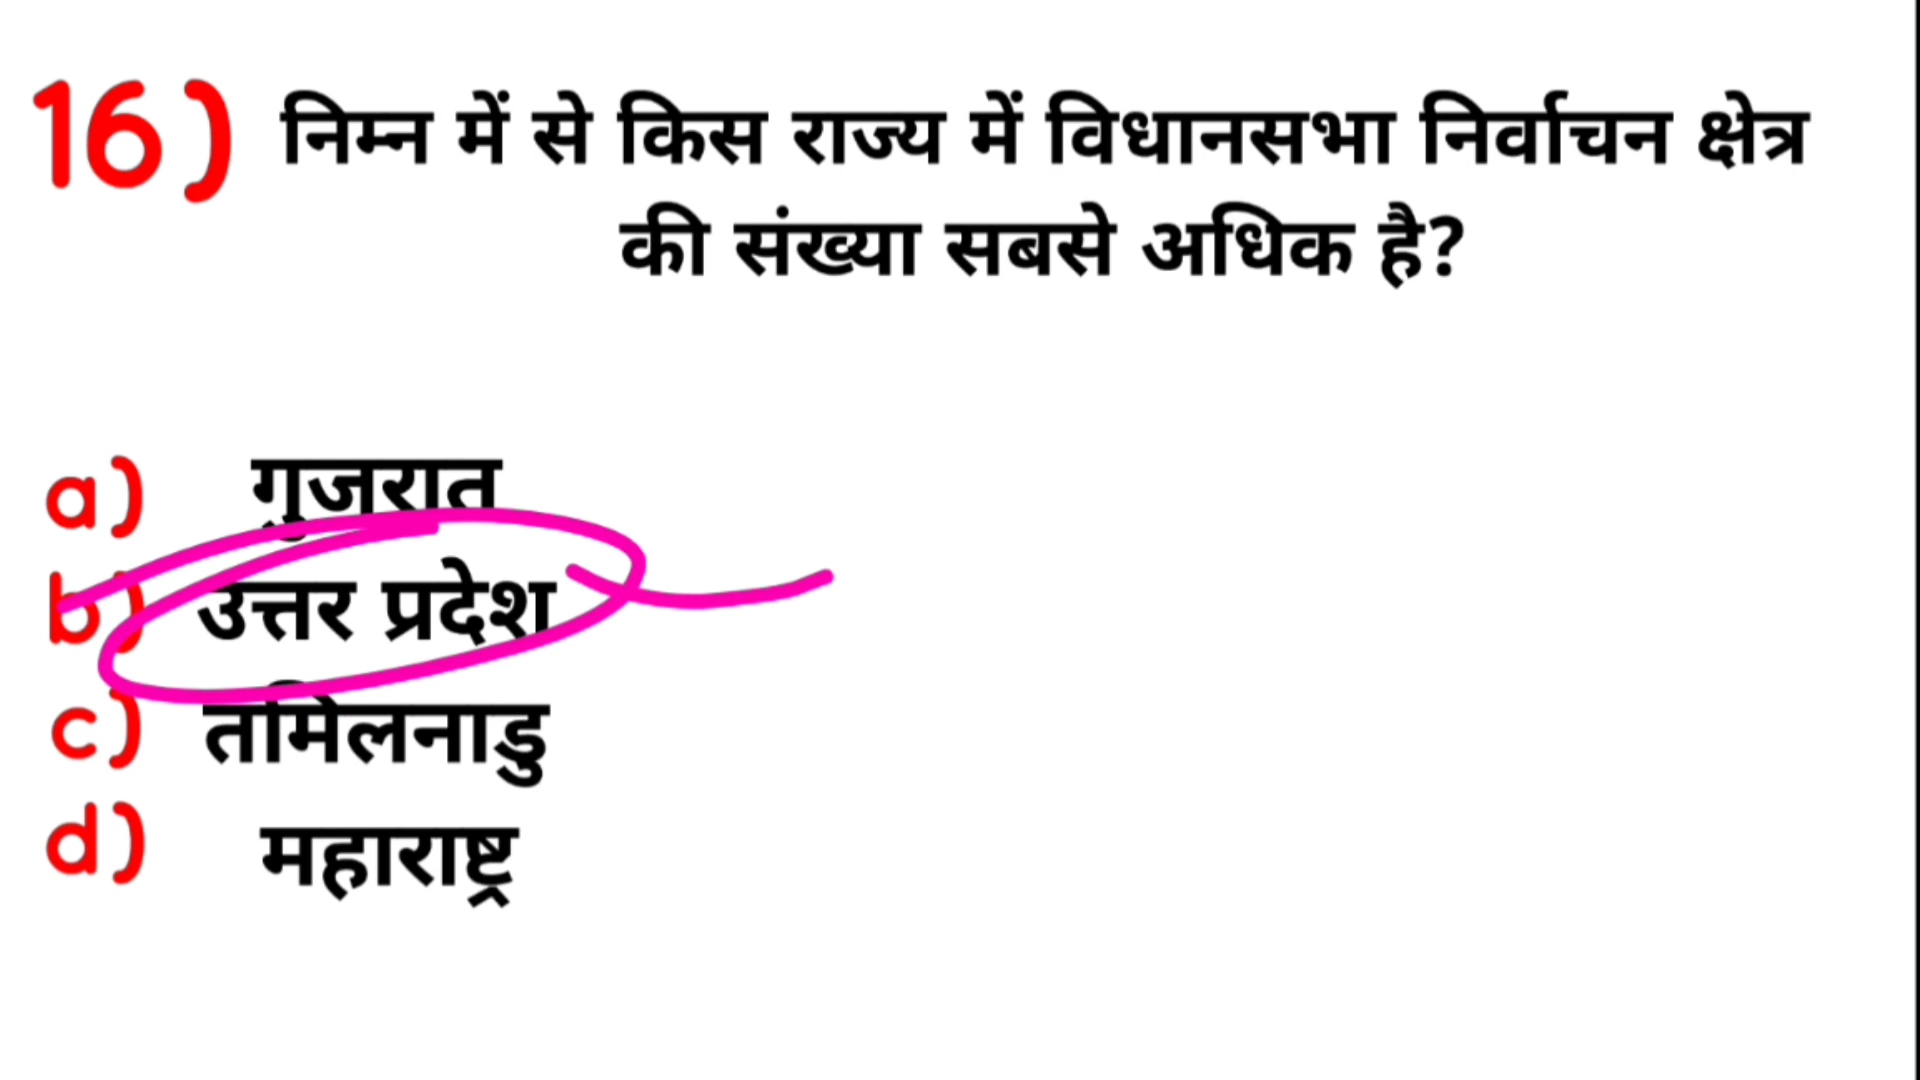 16) निम्न में से किस राज्य में विधानसभा निर्वाचन क्षेत्र
की संख्या सबसे अधिक है?
a) गुजरात
b) उत्तर प्रदेश
c) तमिलनाडु
d) महाराष्ट्र